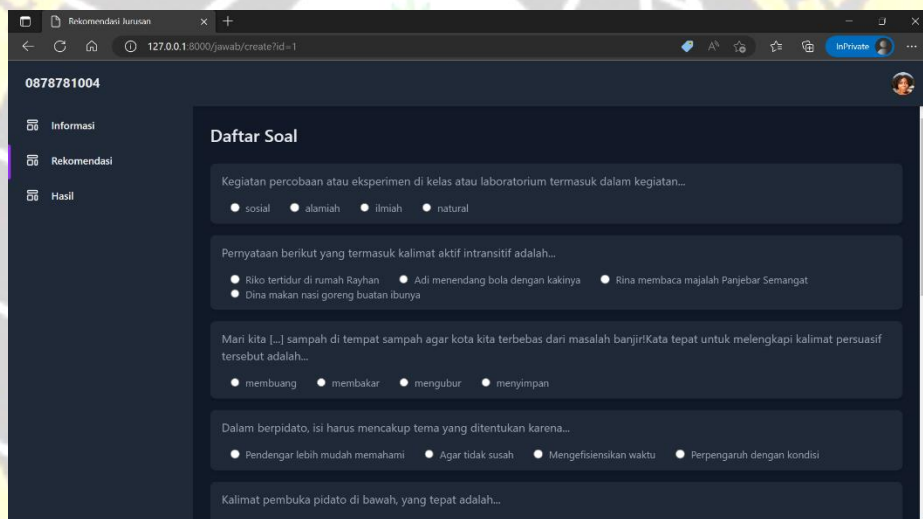 Rekomendasi Jurusan
127.0.0.1:8000/jawab/create?id=1
InPrivate
0878781004
Informasi
Rekomendasi
Hasil
Daftar Soal
Kegiatan percobaan atau eksperimen di kelas atau laboratorium termasuk dalam kegiatan...
sosial alamiah ilmiah natural
Pernyataan berikut yang termasuk kalimat aktif intransitif adalah...
Riko tertidur di rumah Rayhan Adi menendang bola dengan kakinya Rina membaca majalah Panjebar Semangat
Dina makan nasi goreng buatan ibunya
Mari kita [...] sampah di tempat sampah agar kota kita terbebas dari masalah banjir!Kata tepat untuk melengkapi kalimat persuasif
tersebut adalah...
membuang membakar mengubur menyimpan
Dalam berpidato, isi harus mencakup tema yang ditentukan karena...
Pendengar lebih mudah memahami Agar tidak susah Mengefisiensikan waktu Perpengaruh dengan kondisi
Kalimat pembuka pidato di bawah, yang tepat adalah...